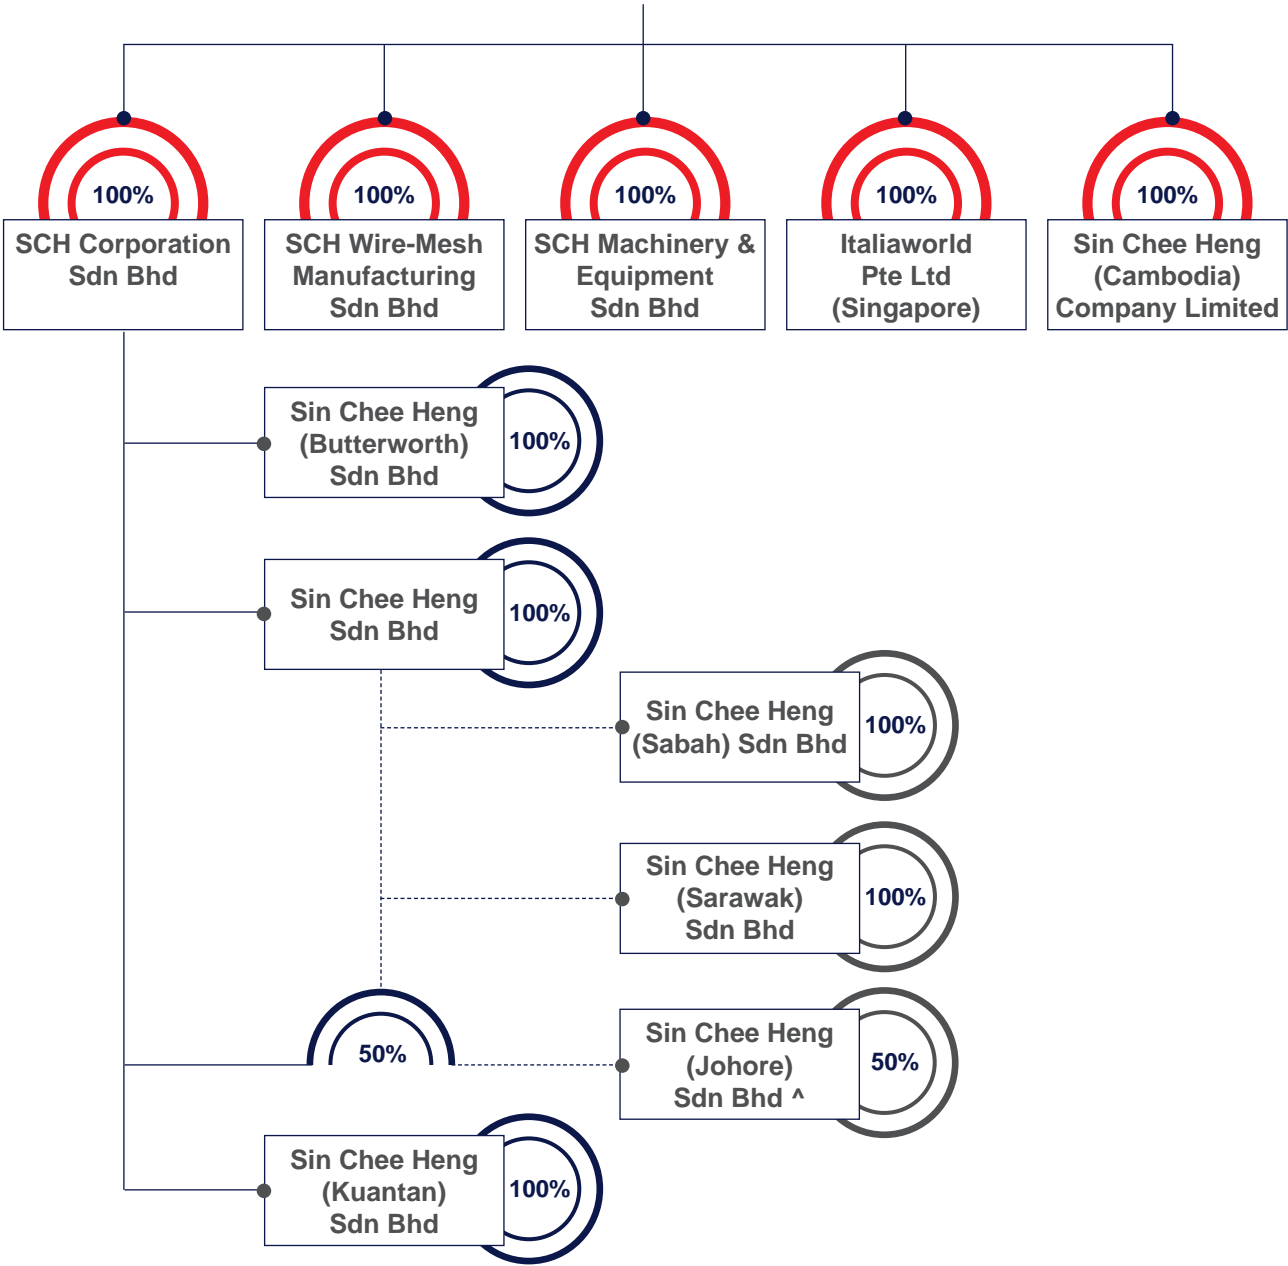 100%
SCH Corporation
Sdn Bhd
100%
SCH Wire-Mesh
Manufacturing
Sdn Bhd
100%
SCH Machinery &
Equipment
Sdn Bhd
100%
Italiaworld
Pte Ltd
(Singapore)
100%
Sin Chee Heng
(Cambodia)
Company Limited
Sin Chee Heng
(Butterworth)
Sdn Bhd
100%
Sin Chee Heng
Sdn Bhd
100%
Sin Chee Heng
(Sabah) Sdn Bhd
100%
Sin Chee Heng
(Sarawak)
Sdn Bhd
100%
50%
Sin Chee Heng
(Johore)
Sdn Bhd ^
50%
Sin Chee Heng
(Kuantan)
Sdn Bhd
100%